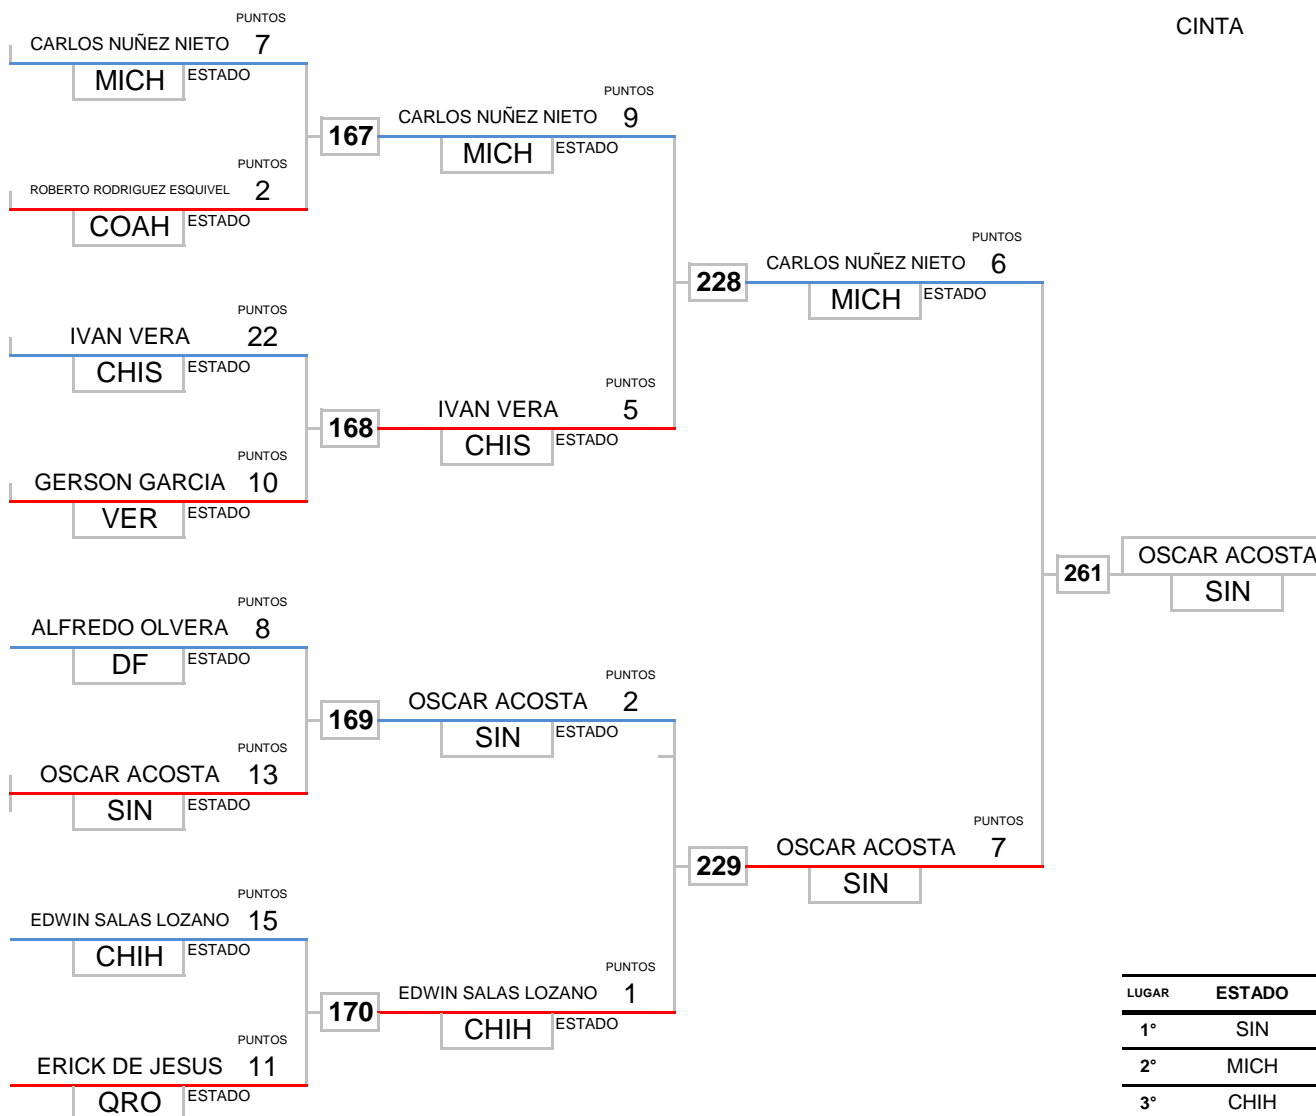 PUNTOS
CARLOS NUÑEZ NIETO 7
MICH ESTADO
PUNTOS
ROBERTO RODRIGUEZ ESQUIVEL 2
COAH ESTADO
PUNTOS
IVAN VERA 22
CHIS ESTADO
PUNTOS
GERSON GARCIA 10
VER ESTADO
PUNTOS
ALFREDO OLVERA 8
DF ESTADO
PUNTOS
OSCAR ACOSTA 13
SIN ESTADO
PUNTOS
EDWIN SALAS LOZANO 15
CHIH ESTADO
PUNTOS
ERICK DE JESUS 11
QRO ESTADO
167
168
169
170
PUNTOS
CARLOS NUÑEZ NIETO 9
MICH ESTADO
PUNTOS
IVAN VERA 5
CHIS ESTADO
PUNTOS
OSCAR ACOSTA 2
SIN ESTADO
PUNTOS
EDWIN SALAS LOZANO 1
CHIH ESTADO
228
229
PUNTOS
CARLOS NUÑEZ NIETO 6
MICH ESTADO
PUNTOS
OSCAR ACOSTA 7
SIN
261
CINTA
OSCAR ACOSTA
SIN
LUGAR ESTADO
1° SIN
2° MICH
3° CHIH